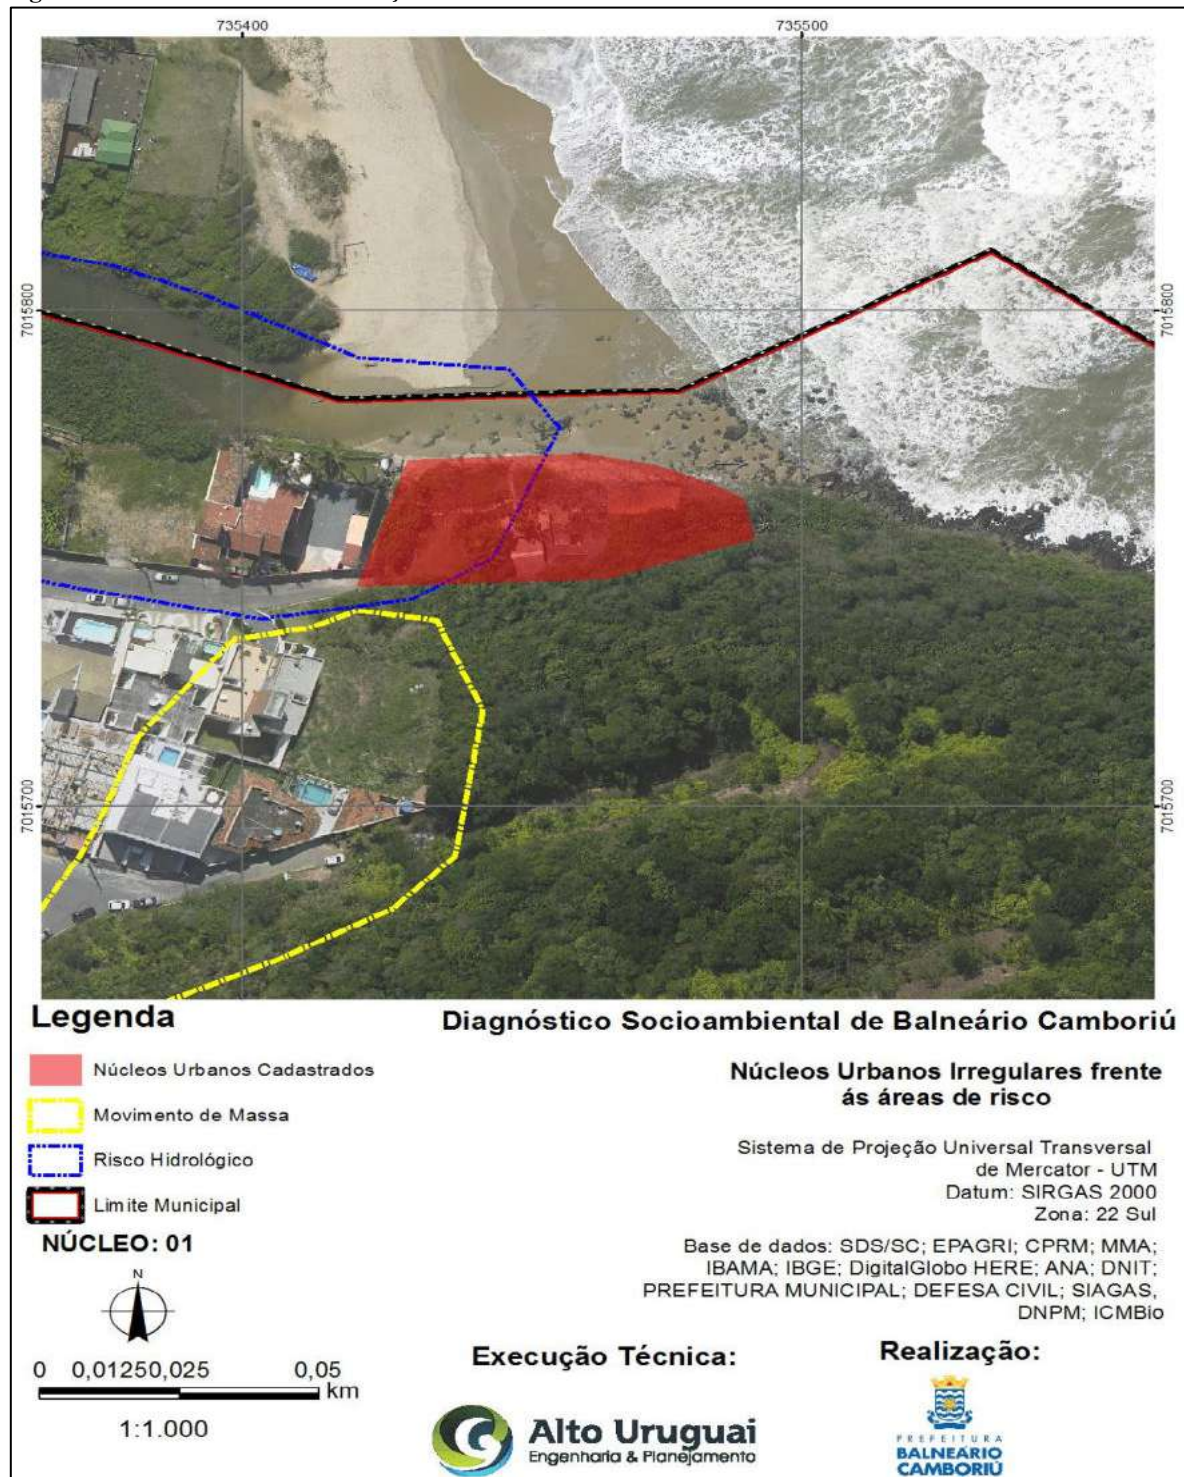 735400
735500
7015800
7015800
7015700
7015700
Legenda
Núcleos Urbanos Cadastrados
Movimento de Massa
Risco Hidrológico
Limite Municipal
NÚCLEO: 01
N
0 0,01250,025 0,05
km
1:1.000
Diagnóstico Socioambiental de Balneário Camboriú
Núcleos Urbanos Irregulares frente
ás áreas de risco
Sistema de Projeção Universal Transversal
de Mercator - UTM
Datum: SIRGAS 2000
Zona: 22 Sul
Base de dados: SDS/SC; EPAGRI; CPRM; MMA;
IBAMA; IBGE; DigitalGlobo HERE; ANA; DNIT;
PREFEITURA MUNICIPAL; DEFESA CIVIL; SIAGAS,
DNPM; ICMBio
Execução Técnica:
Alto Uruguai
Engenharia & Planejamento
Realização:
PREFEITURA
BALNEÁRIO
CAMBORIÚ